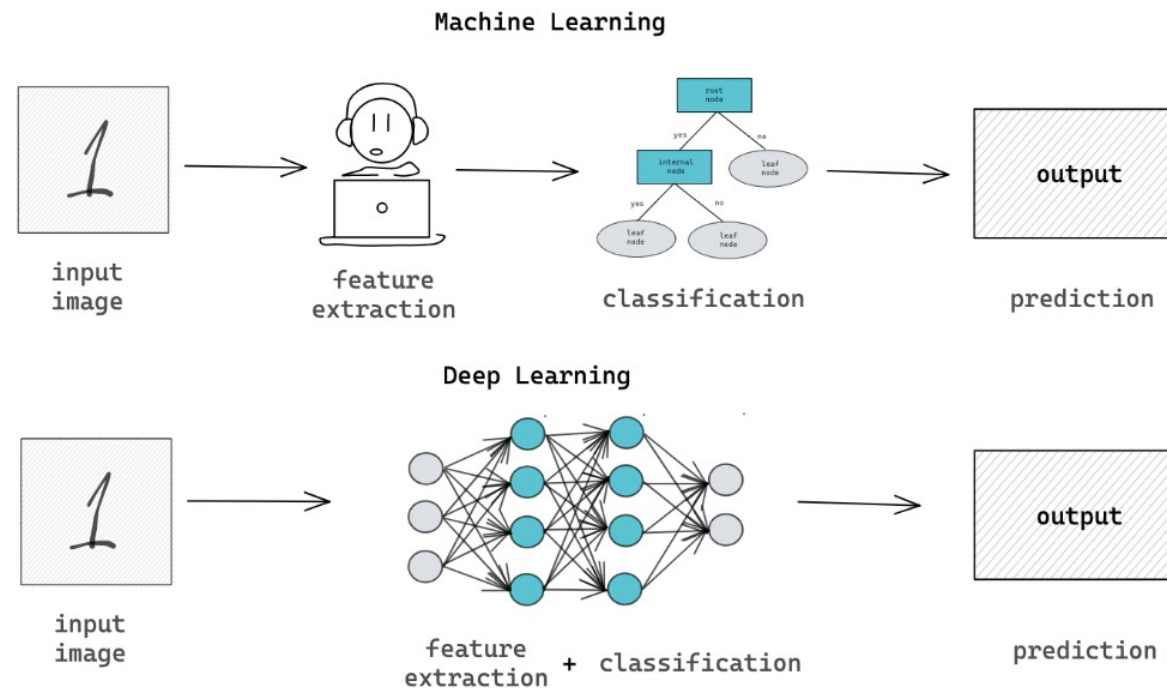 Machine Learning
1
root
node
yes
no
internal
node
leaf
node
yes
no
leaf
node
leaf
node
output
input
image
feature
extraction
classification
prediction
Deep Learning
1
output
input
image
feature
extraction + classification
prediction